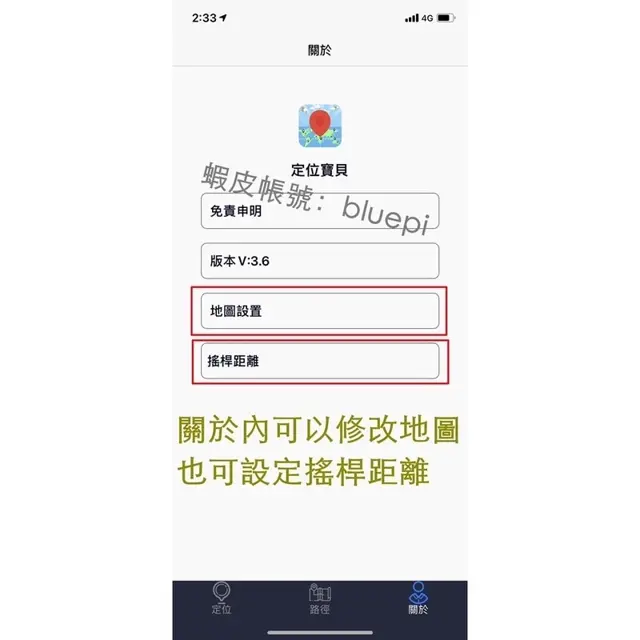 2:33
4G
關於
定位寶貝
蝦皮帳號：bluepi
免責申明
版本V:3.6
地圖設置
搖桿距離
關於內可以修改地圖
也可設定搖桿距離
定位
路徑
關於